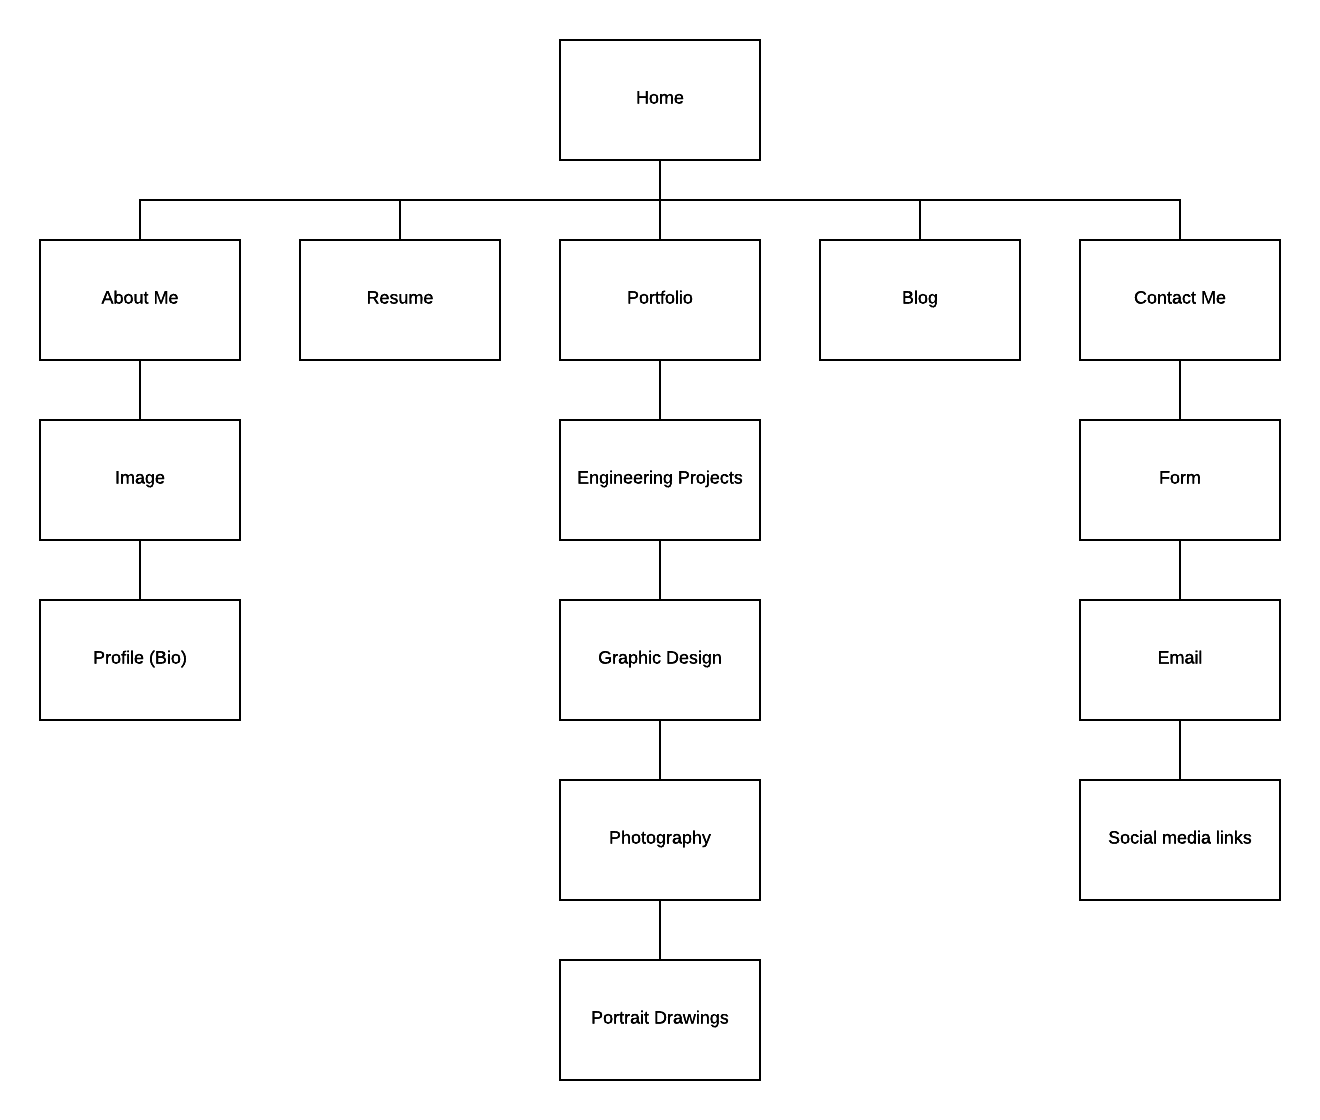 Home
About Me
Resume
Portfolio
Blog
Contact Me
Image
Engineering Projects
Form
Profile (Bio)
Graphic Design
Email
Photography
Social media links
Portrait Drawings